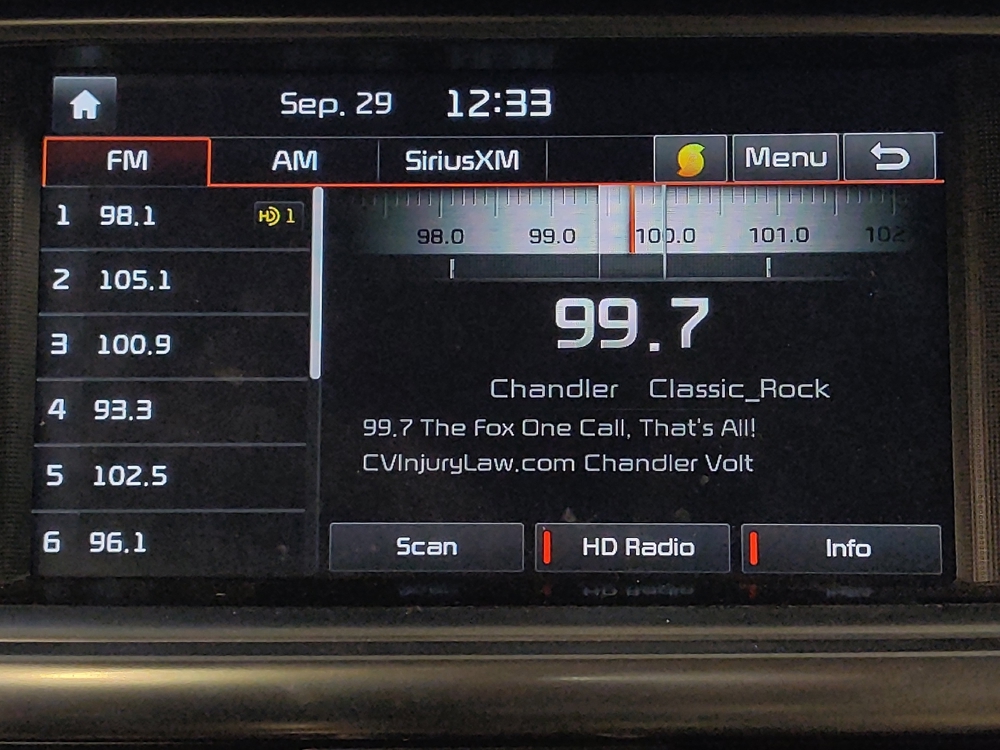 Sep. 29 12:33
FM AM SiriusXM Menu
1 98.1 HD 1
2 105.1
3 100.9
4 93.3
5 102.5
6 96.1
98.0 99.0 100.0 101.0 102
99.7
Chandler Classic_Rock
99.7 The Fox One Call, That's All!
CVInjuryLaw.com Chandler Volt
Scan HD Radio Info